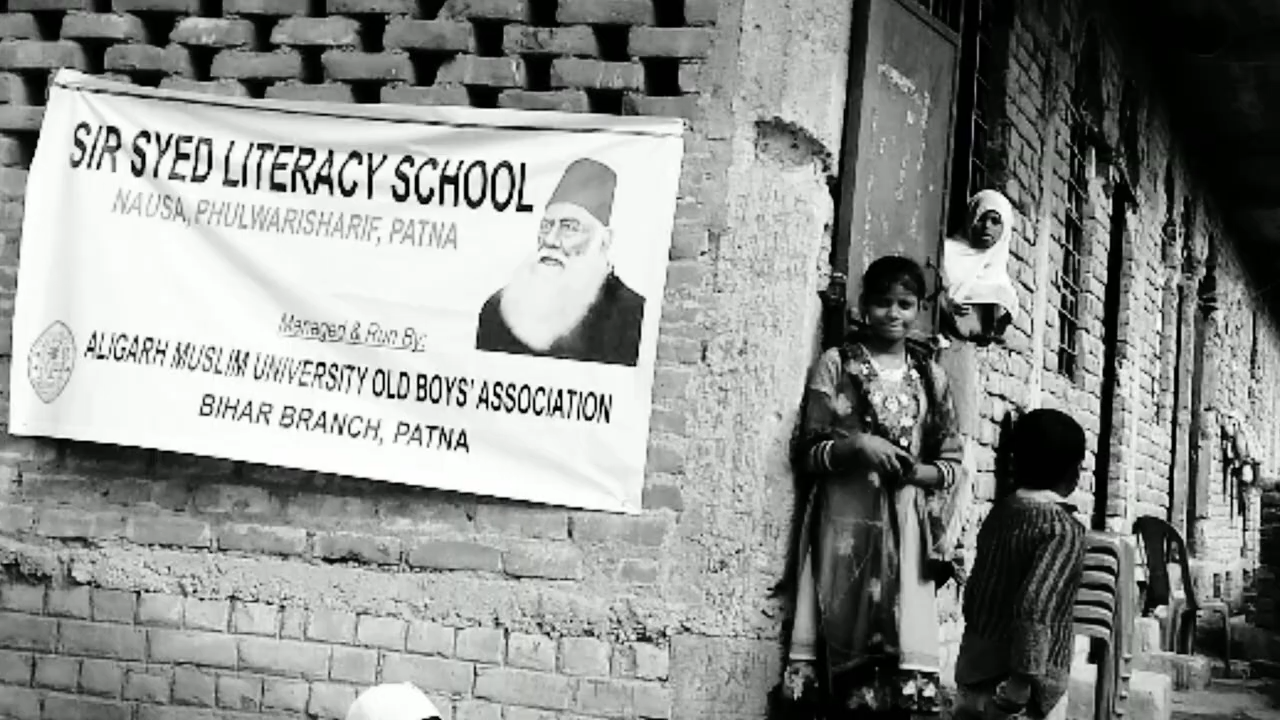 SIR SYED LITERACY SCHOOL
NAUSA, PHULWARISHARIF, PATNA
Managed & Run By:
ALIGARH MUSLIM UNIVERSITY OLD BOYS' ASSOCIATION
BIHAR BRANCH, PATNA